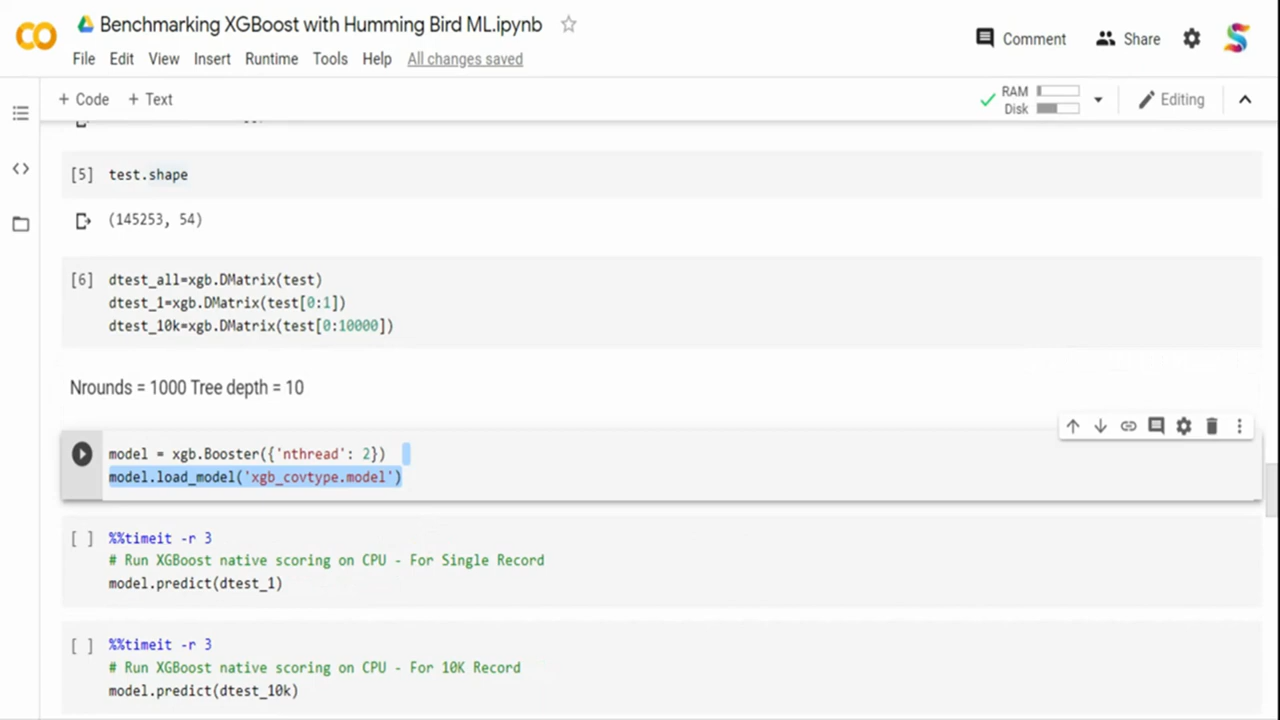 Benchmarking XGBoost with Humming Bird ML.ipynb
File Edit View Insert Runtime Tools Help All changes saved
Comment Share
+ Code + Text
RAM
Disk
Editing
[5] test.shape
(145253, 54)
[6] dtest_all=xgb.DMatrix(test)
dtest_1=xgb.DMatrix(test[0:1])
dtest_10k=xgb.DMatrix(test[0:10000])
Nrounds = 1000 Tree depth = 10
model = xgb.Booster({'nthread': 2})
model.load_model('xgb_covtype.model')
[ ] %%timeit -r 3
# Run XGBoost native scoring on CPU - For Single Record
model.predict(dtest_1)
[ ] %%timeit -r 3
# Run XGBoost native scoring on CPU - For 10K Record
model.predict(dtest_10k)